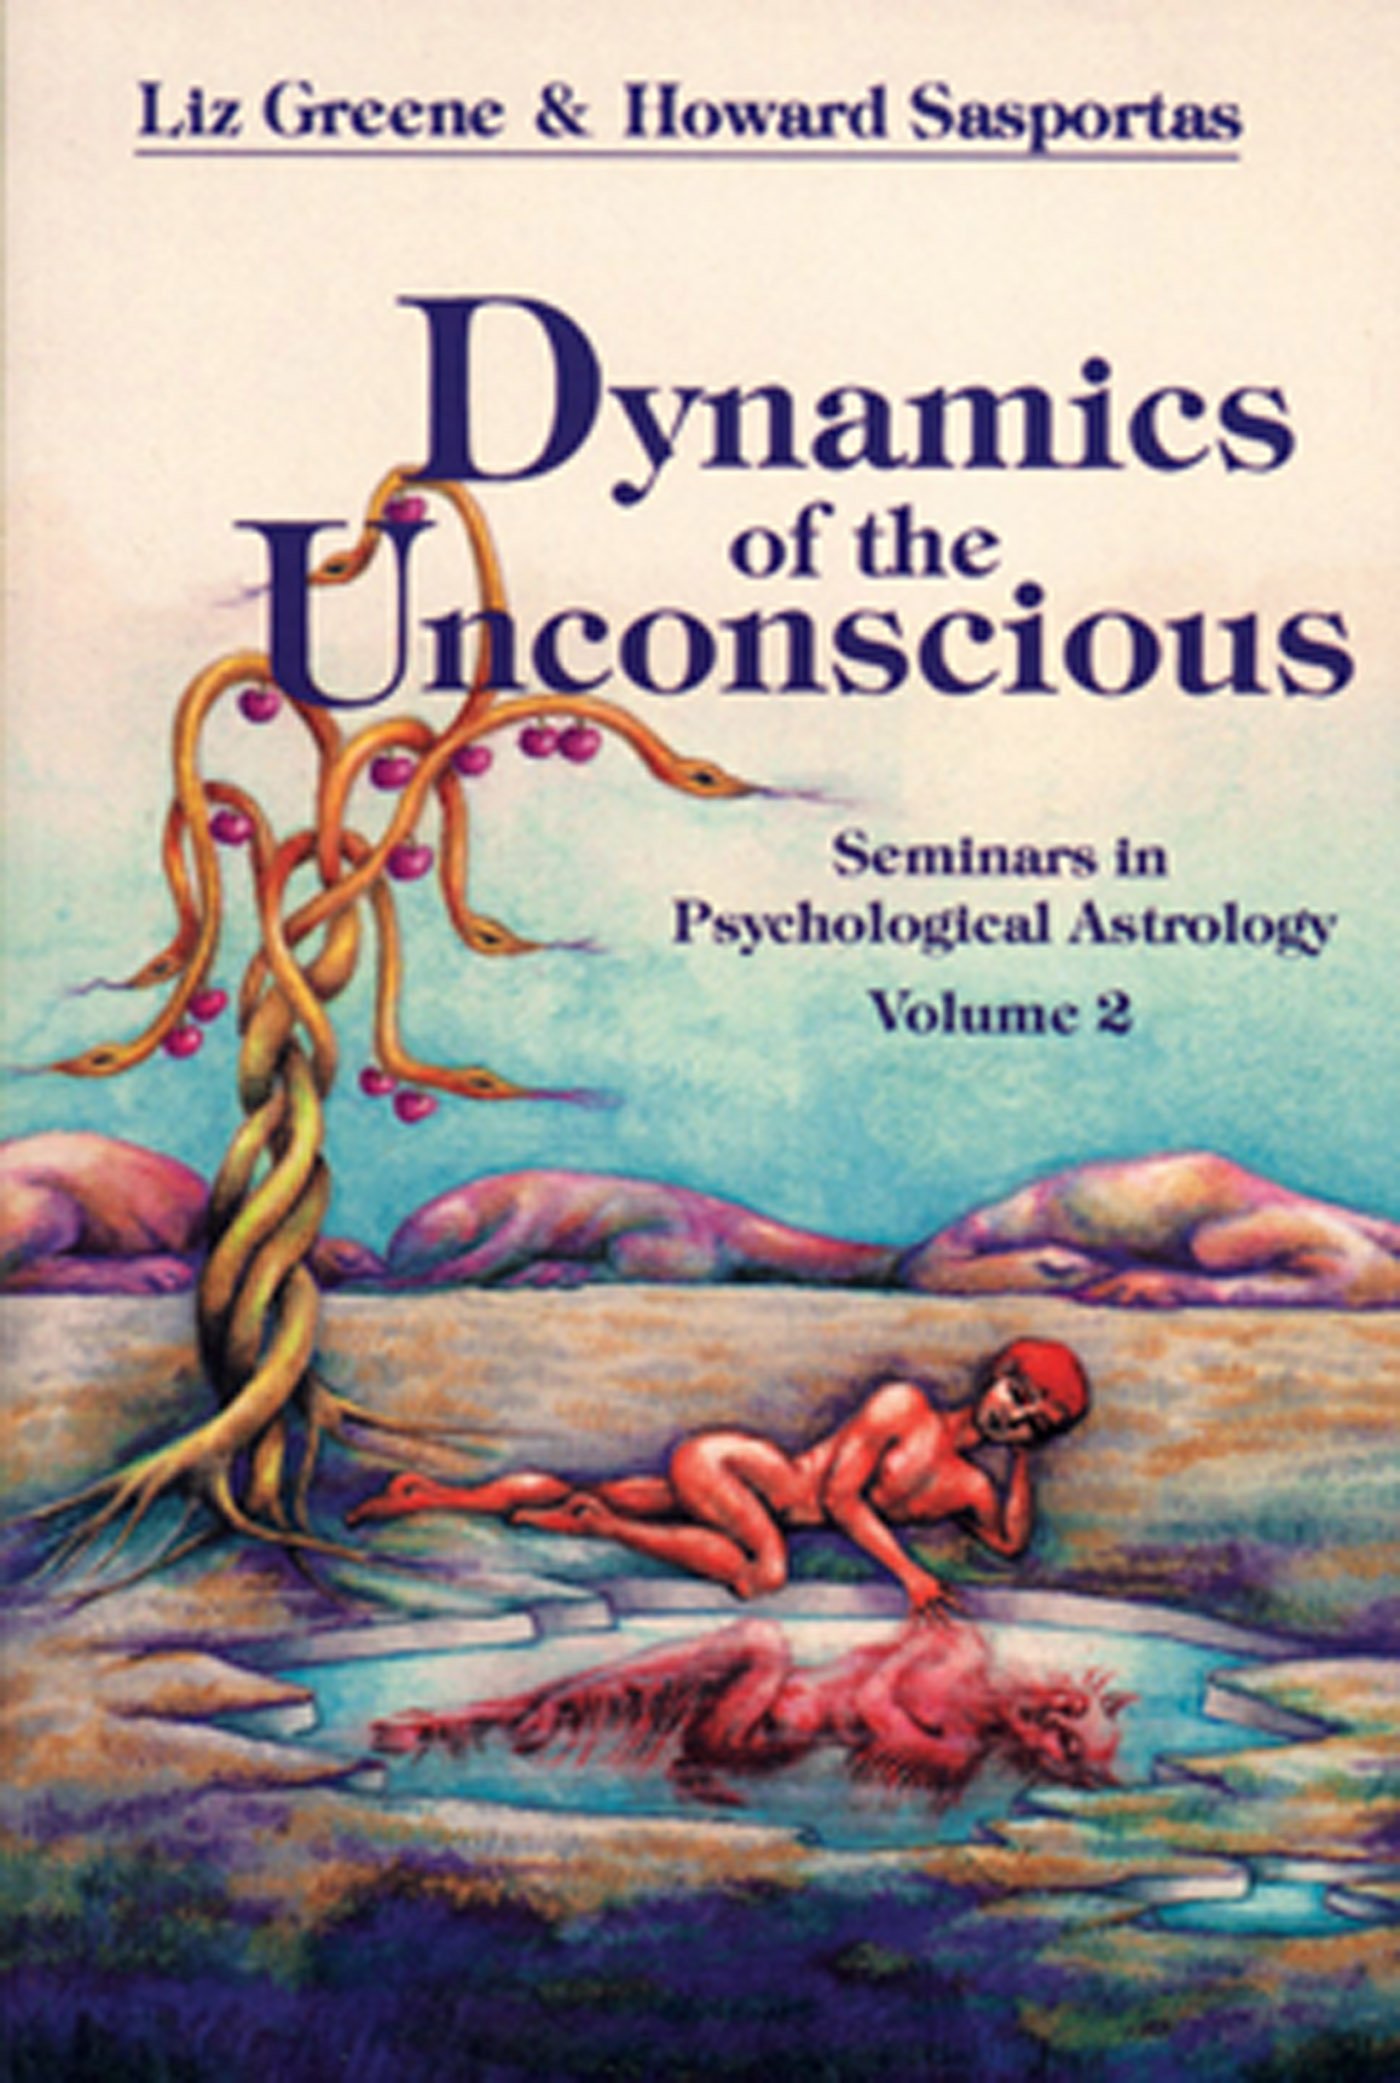 Liz Greene & Howard Sasportas
Dynamics
of the
Unconscious
Seminars in
Psychological Astrology
Volume 2